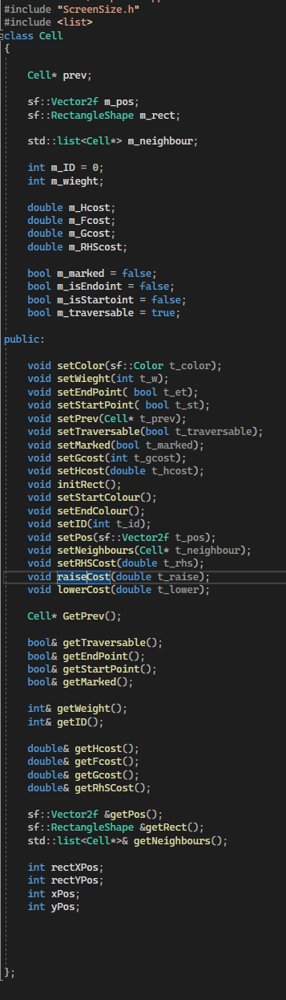 #include "ScreenSize.h"
#include <list>
class Cell
{
Cell* prev;
sf::Vector2f m_pos;
sf::RectangleShape m_rect;
std::list<Cell*> m_neighbour;
int m_ID = 0;
int m_wieght;
double m_Hcost;
double m_Fcost;
double m_Gcost;
double m_RHScost;
bool m_marked = false;
bool m_isEndoint = false;
bool m_isStartoint = false;
bool m_traversable = true;
public:
void setColor(sf::Color t_color);
void setWieght(int t_w);
void setEndPoint( bool t_et);
void setStartPoint( bool t_st);
void setPrev(Cell* t_prev);
void setTraversable(bool t_traversable);
void setMarked(bool t_marked);
void setGcost(int t_gcost);
void setHcost(double t_hcost);
void initRect();
void setStartColour();
void setEndColour();
void setID(int t_id);
void setPos(sf::Vector2f t_pos);
void setNeighbours(Cell* t_neighbour);
void setRHSCost(double t_rhs);
void raiseCost(double t_raise);
void lowerCost(double t_lower);
Cell* GetPrev();
bool& getTraversable();
bool& getEndPoint();
bool& getStartPoint();
bool& getMarked();
int& getWeight();
int& getID();
double& getHcost();
double& getFcost();
double& getGcost();
double& getRhSCost();
sf::Vector2f &getPos();
sf::RectangleShape &getRect();
std::list<Cell*>& getNeighbours();
int rectXPos;
int rectYPos;
int xPos;
int yPos;
};